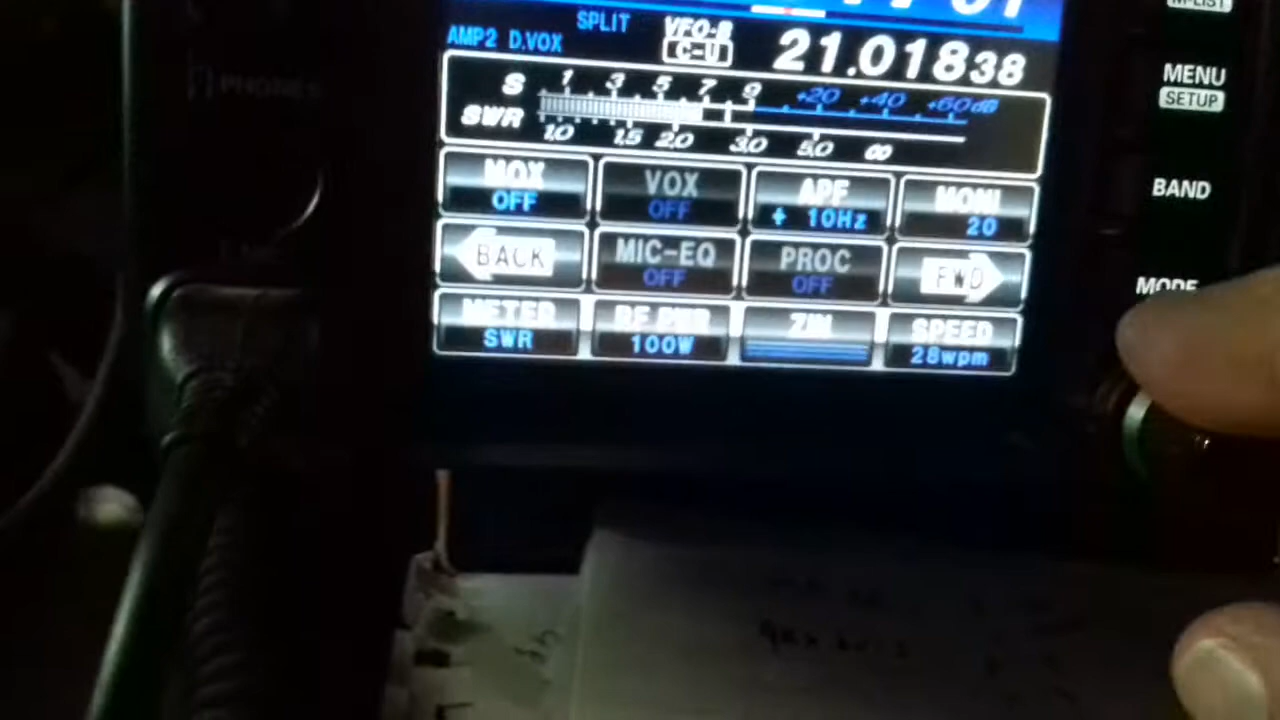 PHONES
SPLIT VFO-B
AMP2 D.VOX C-U 21.01838
S 1 3 5 7 9 +20 +40 +60dB
SWR 1.0 1.5 2.0 3.0 5.0 ∞
MOX VOX APF MONI
OFF OFF + 10Hz 20
BACK MIC-EQ PROC FWD
OFF OFF
METER RF PWR ZIN SPEED
SWR 100W 28wpm
MENU
SETUP
BAND
MODE